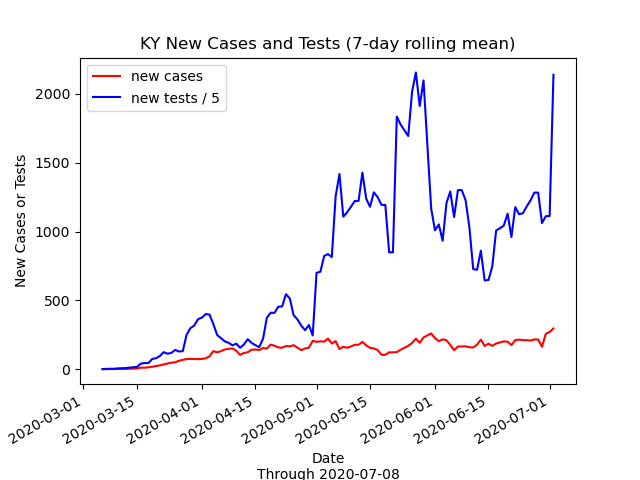 KY New Cases and Tests (7-day rolling mean)
new cases
new tests / 5
New Cases or Tests
2000
1500
1000
500
0
2020-03-01
2020-03-15
2020-04-01
2020-04-15
2020-05-01
2020-05-15
2020-06-01
2020-06-15
2020-07-01
Date
Through 2020-07-08